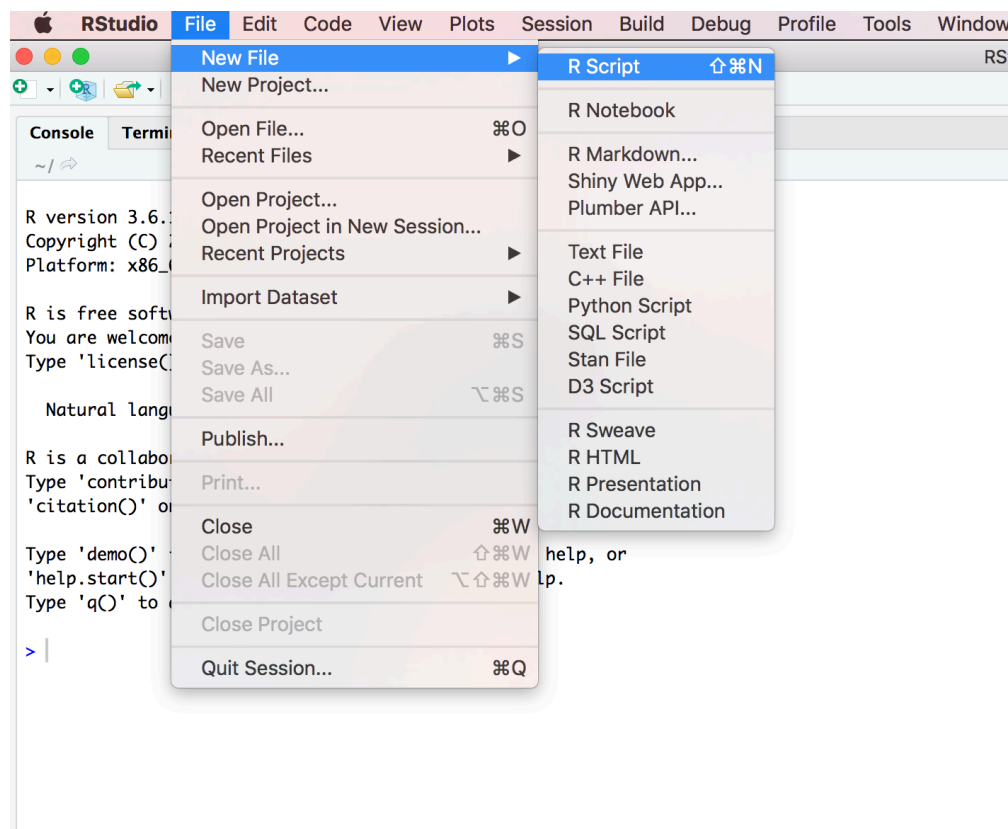 RStudio File Edit Code View Plots Session Build Debug Profile Tools Window
RS
Console Termi
~/
R version 3.6.
Copyright (C)
Platform: x86_
R is free soft
You are welcom
Type 'license(
Natural lang
R is a collabo
Type 'contribu
'citation()' o
Type 'demo()' help, or
'help.start()' lp.
Type 'q()' to
>
New File ▶
New Project...
Open File... ⌘O
Recent Files ▶
Open Project...
Open Project in New Session...
Recent Projects ▶
Import Dataset ▶
Save ⌘S
Save As...
Save All ⌥⌘S
Publish...
Print...
Close ⌘W
Close All ⇧⌘W
Close All Except Current ⌥⇧⌘W
Close Project
Quit Session... ⌘Q
R Script ⇧⌘N
R Notebook
R Markdown...
Shiny Web App...
Plumber API...
Text File
C++ File
Python Script
SQL Script
Stan File
D3 Script
R Sweave
R HTML
R Presentation
R Documentation